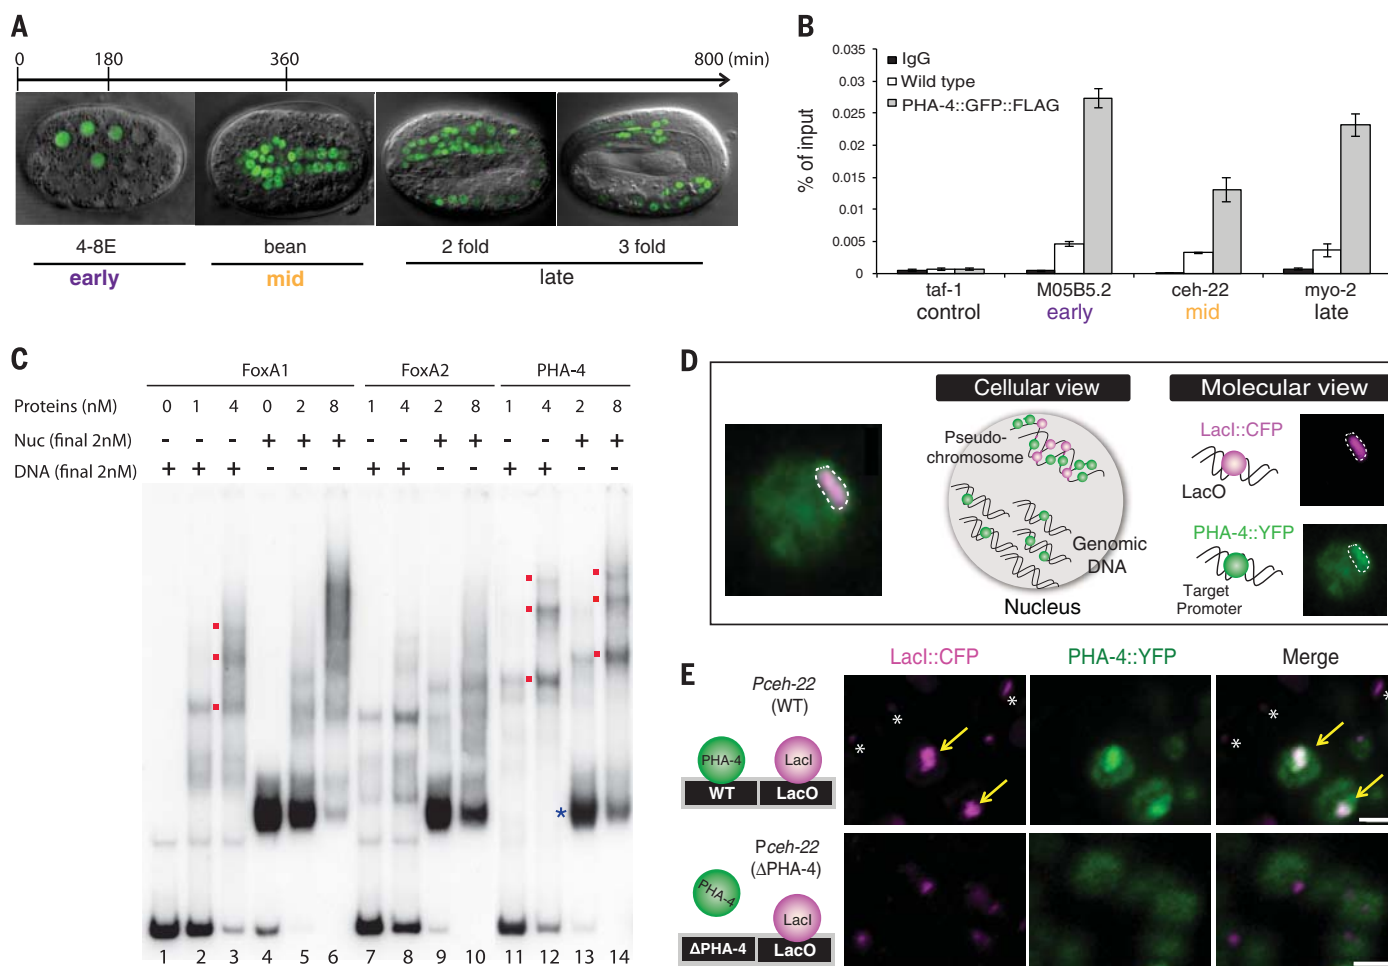 A
0 180 360 800 (min)
4-8E bean 2 fold 3 fold
early mid late
B
0.035
0.03
0.025
0.02
0.015
0.01
0.005
0
% of input
IgG
Wild type
PHA-4::GFP::FLAG
taf-1 M05B5.2 ceh-22 myo-2
control early mid late
C
FoxA1 FoxA2 PHA-4
Proteins (nM) 0 1 4 0 2 8 1 4 2 8 1 4 2 8
Nuc (final 2nM) - - - + + + - - + + - - + +
DNA (final 2nM) + + + - - - + + - - + + - -
*
1 2 3 4 5 6 7 8 9 10 11 12 13 14
D
Cellular view
Pseudo-
chromosome
Genomic
DNA
Nucleus
Molecular view
LacI::CFP
LacO
PHA-4::YFP
Target
Promoter
E
LacI::CFP PHA-4::YFP Merge
Pceh-22
(WT)
PHA-4 LacI
WT LacO
* * *
* * *
Pceh-22
(ΔPHA-4)
PHA-4
LacI
ΔPHA-4 LacO